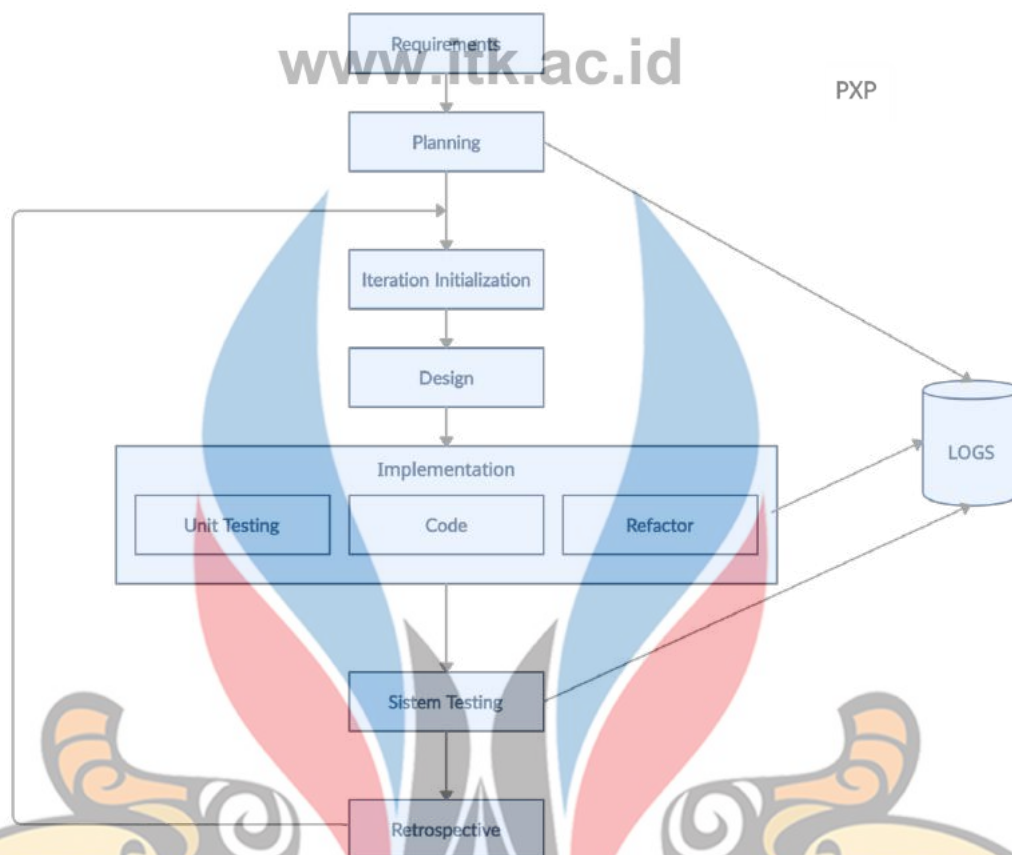 Requirements
www.itk.ac.id
PXP
Planning
Iteration Initialization
Design
Implementation
Unit Testing
Code
Refactor
LOGS
Sistem Testing
Retrospective